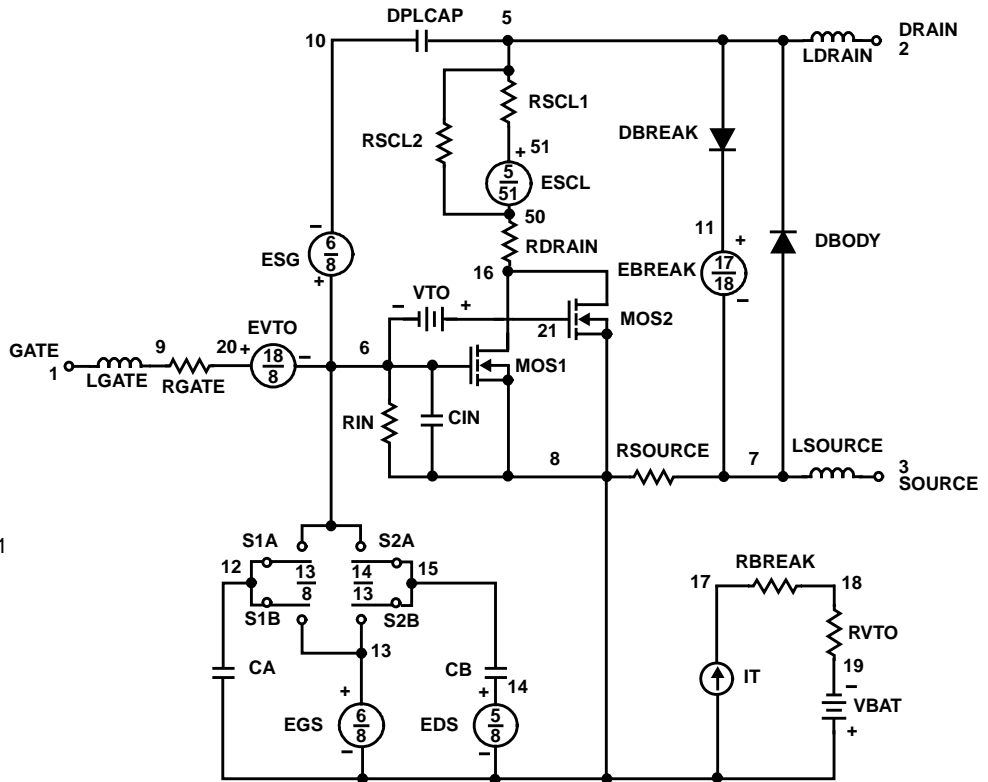 DPLCAP
5
10
DRAIN
2
LDRAIN
RSCL1
RSCL2
DBREAK
+ 51
5
51
ESCL
50
11
+
DBODY
−
6
8
ESG
+
RDRAIN
EBREAK
17
18
−
16
VTO
− +
21
MOS2
EVTO
GATE
1
9
20 +
18
8
−
6
LGATE
RGATE
MOS1
RIN
CIN
8
RSOURCE
7
LSOURCE
3
SOURCE
1
S1A
S2A
12
13
8
14
13
15
S1B
S2B
13
RBREAK
17
18
RVTO
19
CA
CB
14
+
+
IT
−
VBAT
+
EGS
6
8
−
EDS
5
8
−